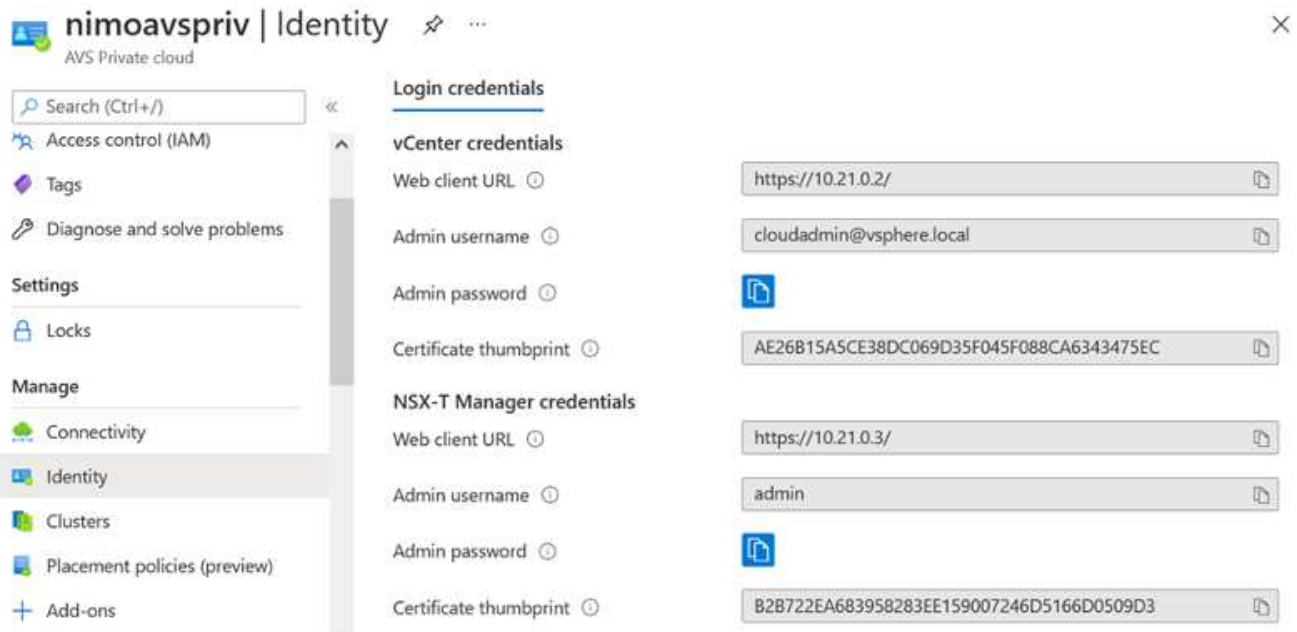 nimoavspriv | Identity
AVS Private cloud
Search (Ctrl+/)
Access control (IAM)
Tags
Diagnose and solve problems
Settings
Locks
Manage
Connectivity
Identity
Clusters
Placement policies (preview)
Add-ons
Login credentials
vCenter credentials
Web client URL
https://10.21.0.2/
Admin username
cloudadmin@vsphere.local
Admin password
Certificate thumbprint
AE26B15A5CE38DC069D35F045F088CA6343475EC
NSX-T Manager credentials
Web client URL
https://10.21.0.3/
Admin username
admin
Admin password
Certificate thumbprint
B2B722EA683958283EE159007246D5166D0509D3